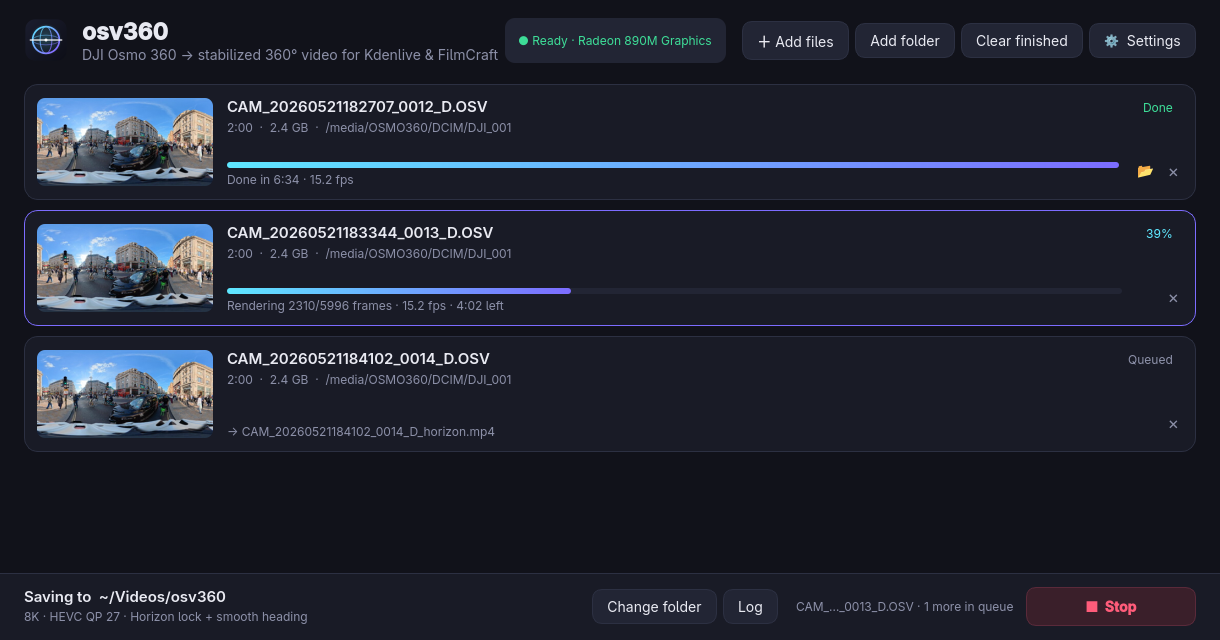 osv360
DJI Osmo 360 → stabilized 360° video for Kdenlive & FilmCraft
Ready · Radeon 890M Graphics
+ Add files
Add folder
Clear finished
Settings
CAM_20260521182707_0012_D.OSV
Done
2:00 · 2.4 GB · /media/OSMO360/DCIM/DJI_001
Done in 6:34 · 15.2 fps
CAM_20260521183344_0013_D.OSV
39%
2:00 · 2.4 GB · /media/OSMO360/DCIM/DJI_001
Rendering 2310/5996 frames · 15.2 fps · 4:02 left
CAM_20260521184102_0014_D.OSV
Queued
2:00 · 2.4 GB · /media/OSMO360/DCIM/DJI_001
→ CAM_20260521184102_0014_D_horizon.mp4
Saving to ~/Videos/osv360
8K · HEVC QP 27 · Horizon lock + smooth heading
Change folder
Log
CAM_…_0013_D.OSV · 1 more in queue
Stop